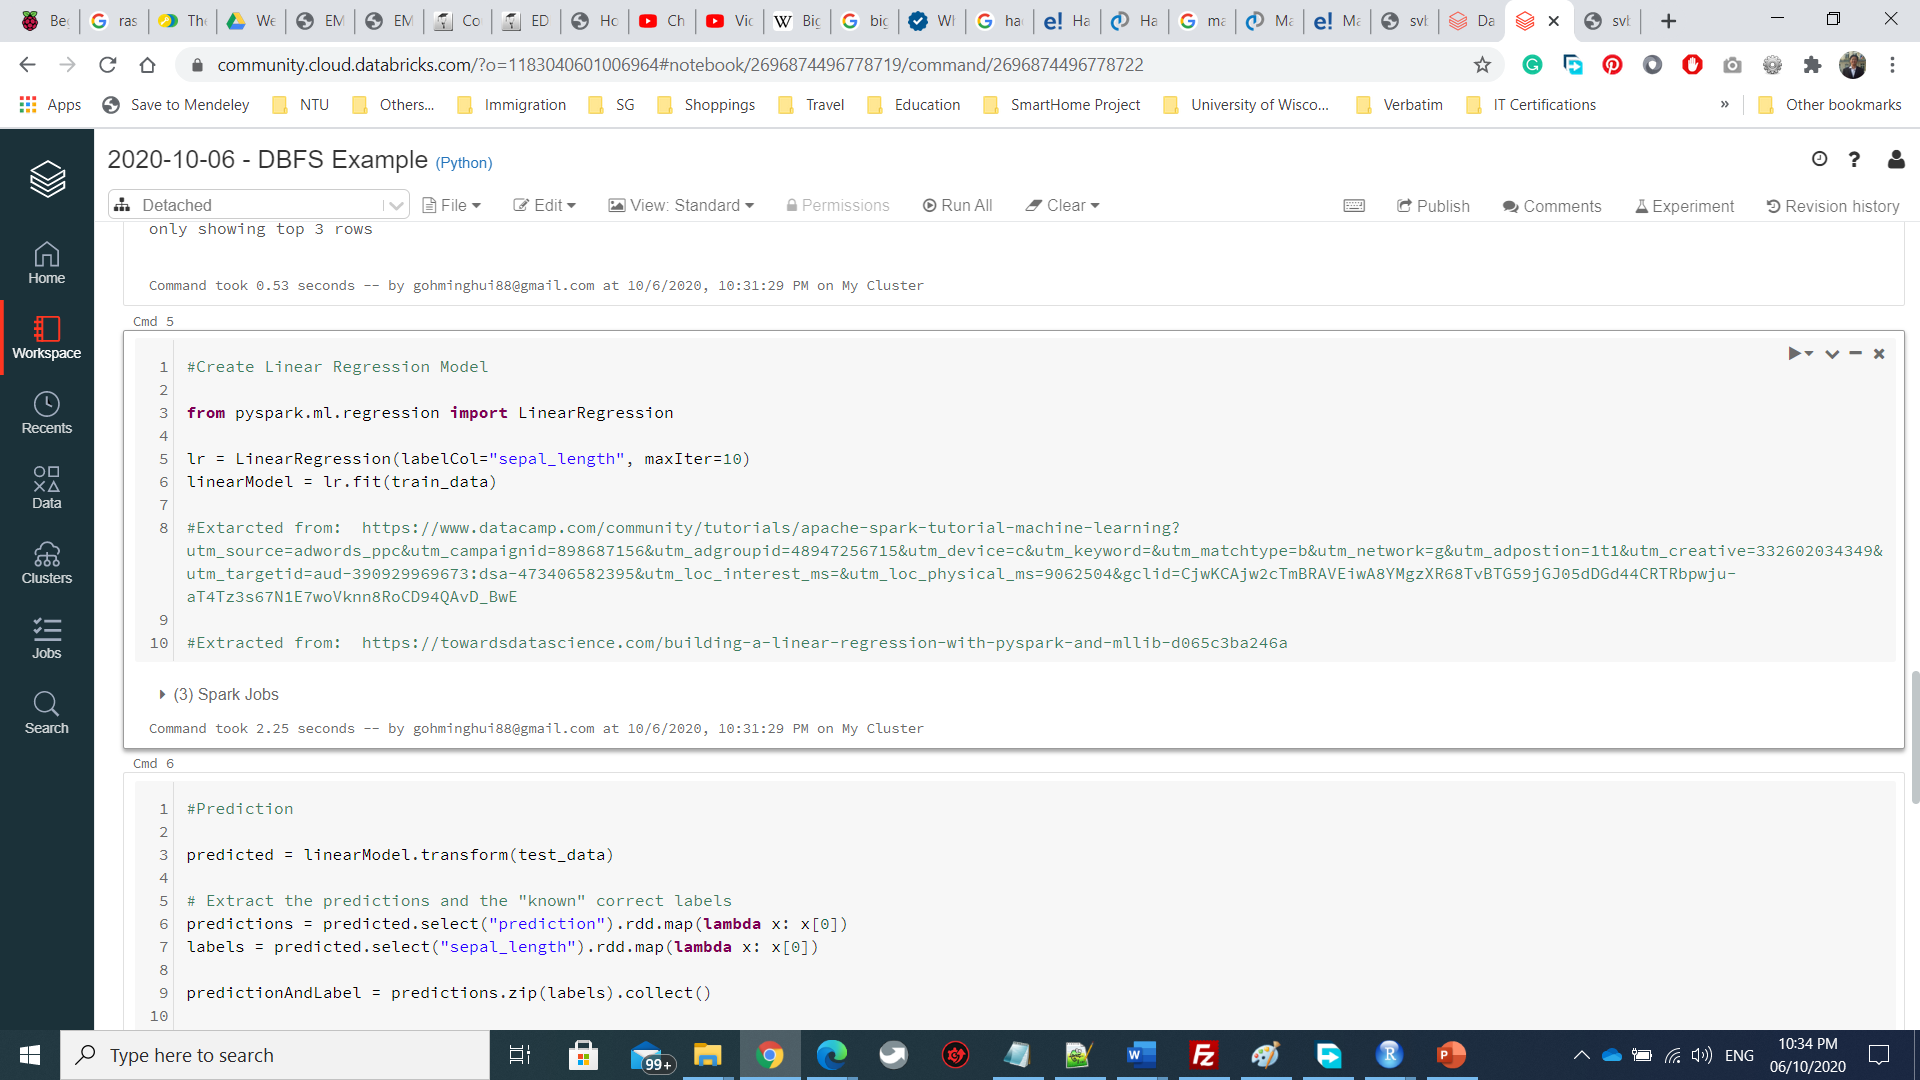 Be
ras
The
We
EM
EM
Co
ED
Ho
Ch
Vic
Big
big
Wh
ha
Ha
Ha
ma
Ma
Ma
svl
Da
svl
community.cloud.databricks.com/?o=1183040601006964#notebook/2696874496778719/command/2696874496778722
Apps
Save to Mendeley
NTU
Others...
Immigration
SG
Shoppings
Travel
Education
SmartHome Project
University of Wisco...
Verbatim
IT Certifications
»
Other bookmarks
2020-10-06 - DBFS Example (Python)
Detached
File
Edit
View: Standard
Permissions
Run All
Clear
Publish
Comments
Experiment
Revision history
Home
Workspace
Recents
Data
Clusters
Jobs
Search
only showing top 3 rows
Command took 0.53 seconds -- by gohminghui88@gmail.com at 10/6/2020, 10:31:29 PM on My Cluster
Cmd 5
1 #Create Linear Regression Model
2
3 from pyspark.ml.regression import LinearRegression
4
5 lr = LinearRegression(labelCol="sepal_length", maxIter=10)
6 linearModel = lr.fit(train_data)
7
8 #Extarcted from:  https://www.datacamp.com/community/tutorials/apache-spark-tutorial-machine-learning?
utm_source=adwords_ppc&utm_campaignid=898687156&utm_adgroupid=48947256715&utm_device=c&utm_keyword=&utm_matchtype=b&utm_network=g&utm_adpostion=1t1&utm_creative=332602034349&
utm_targetid=aud-390929969673:dsa-473406582395&utm_loc_interest_ms=&utm_loc_physical_ms=9062504&gclid=CjwKCAjw2cTmBRAVEiwA8YMgzXR68TvBTG59jGJ05dDGd44CRTRbpwju-
aT4Tz3s67N1E7woVknn8RoCD94QAvD_BwE
9
10 #Extracted from:  https://towardsdatascience.com/building-a-linear-regression-with-pyspark-and-mllib-d065c3ba246a
(3) Spark Jobs
Command took 2.25 seconds -- by gohminghui88@gmail.com at 10/6/2020, 10:31:29 PM on My Cluster
Cmd 6
1 #Prediction
2
3 predicted = linearModel.transform(test_data)
4
5 # Extract the predictions and the "known" correct labels
6 predictions = predicted.select("prediction").rdd.map(lambda x: x[0])
7 labels = predicted.select("sepal_length").rdd.map(lambda x: x[0])
8
9 predictionAndLabel = predictions.zip(labels).collect()
10
Type here to search
99+
ENG
10:34 PM
06/10/2020